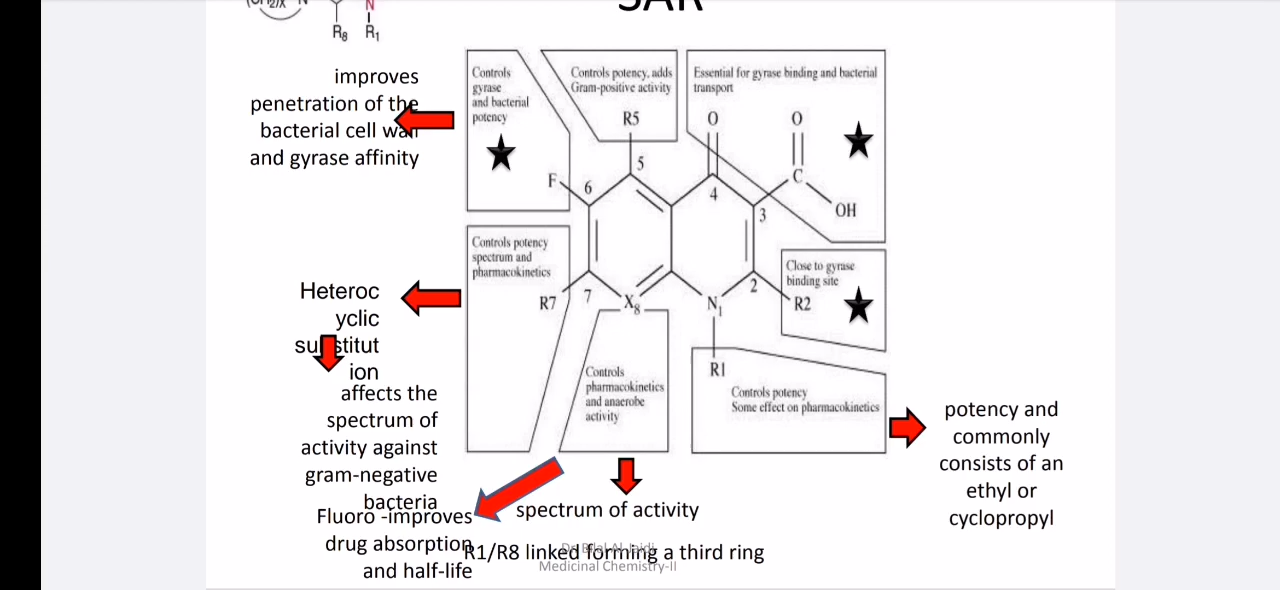 SAR
(CH₂)x N
N
R₈ R₁
improves
penetration of the
bacterial cell wall
and gyrase affinity
Controls
gyrase
and bacterial
potency
Controls potency, adds
Gram-positive activity
Essential for gyrase binding and bacterial
transport
R5
O
O
5
F
6
4
C
3
OH
Controls potency
spectrum and
pharmacokinetics
Close to gyrase
binding site
2
R2
R7
7
X₈
N₁
Heteroc
yclic
substitut
ion
affects the
spectrum of
activity against
gram-negative
bacteria
Controls
pharmacokinetics
and anaerobe
activity
R1
Controls potency
Some effect on pharmacokinetics
potency and
commonly
consists of an
ethyl or
cyclopropyl
Fluoro -improves
drug absorption
and half-life
spectrum of activity
R1/R8 linked forming a third ring
Medicinal Chemistry-II